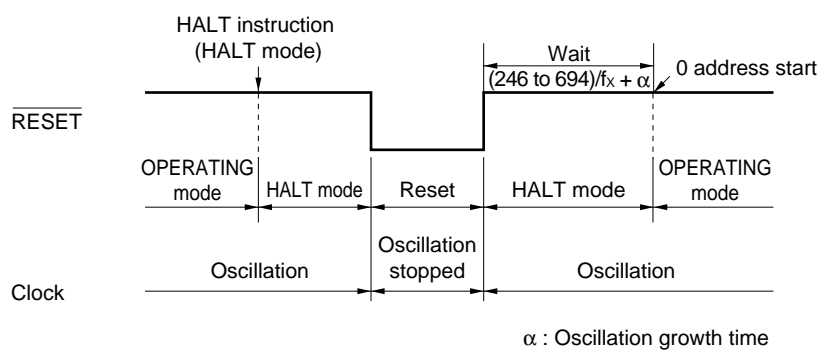 HALT instruction
(HALT mode)
Wait
(246 to 694)/fX + α
0 address start
RESET
OPERATING
mode
HALT mode
Reset
HALT mode
OPERATING
mode
Oscillation
Oscillation
stopped
Oscillation
Clock
α : Oscillation growth time